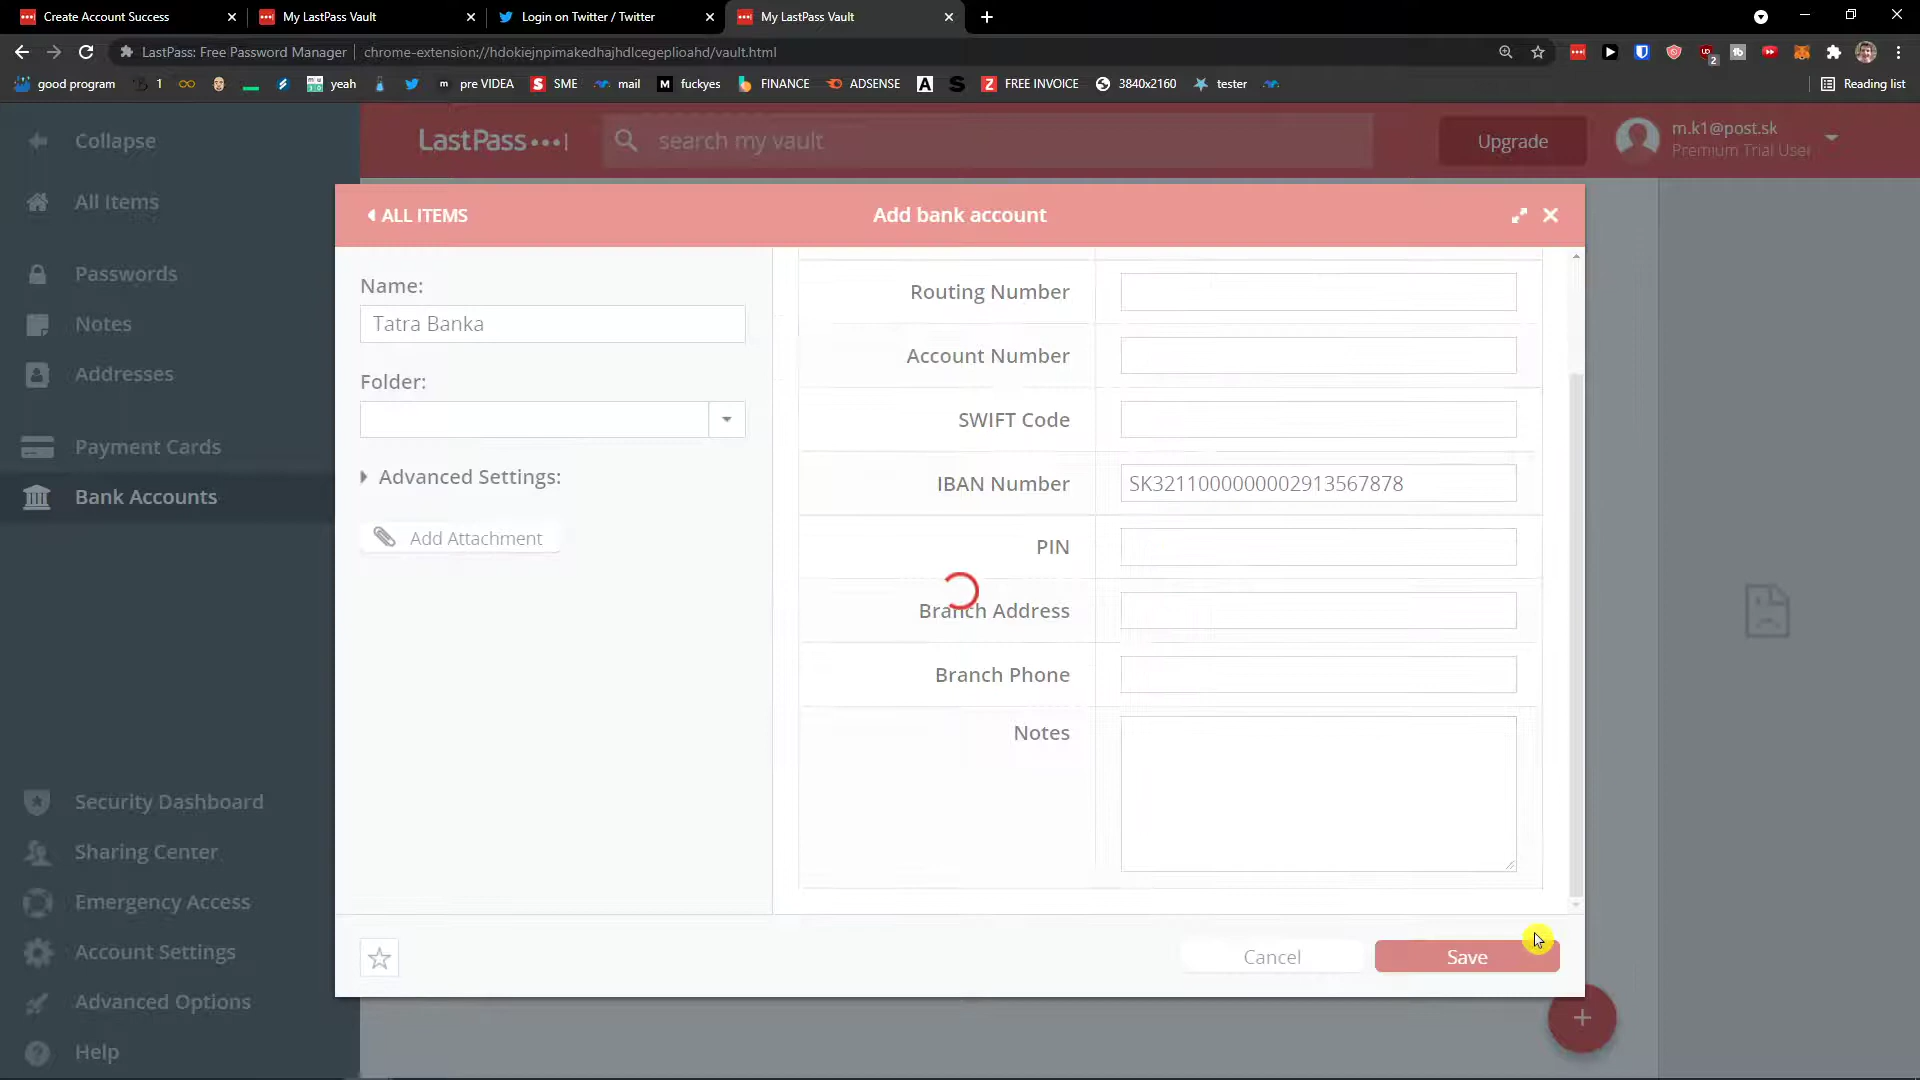 Create Account Success
My LastPass Vault
Login on Twitter / Twitter
My LastPass Vault
LastPass: Free Password Manager
chrome-extension://hdokiejnpimakedhajhdlcegeplioahd/vault.html
good program
1
yeah
pre VIDEA
SME
mail
fuckyes
FINANCE
ADSENSE
FREE INVOICE
3840x2160
tester
Reading list
Collapse
LastPass
search my vault
Upgrade
m.k1@post.sk
Premium Trial User
All Items
Passwords
Notes
Addresses
Payment Cards
Bank Accounts
Security Dashboard
Sharing Center
Emergency Access
Account Settings
Advanced Options
Help
ALL ITEMS
Add bank account
Name:
Tatra Banka
Folder:
Advanced Settings:
Add Attachment
Routing Number
Account Number
SWIFT Code
IBAN Number
SK3211000000002913567878
PIN
Branch Address
Branch Phone
Notes
Cancel
Save